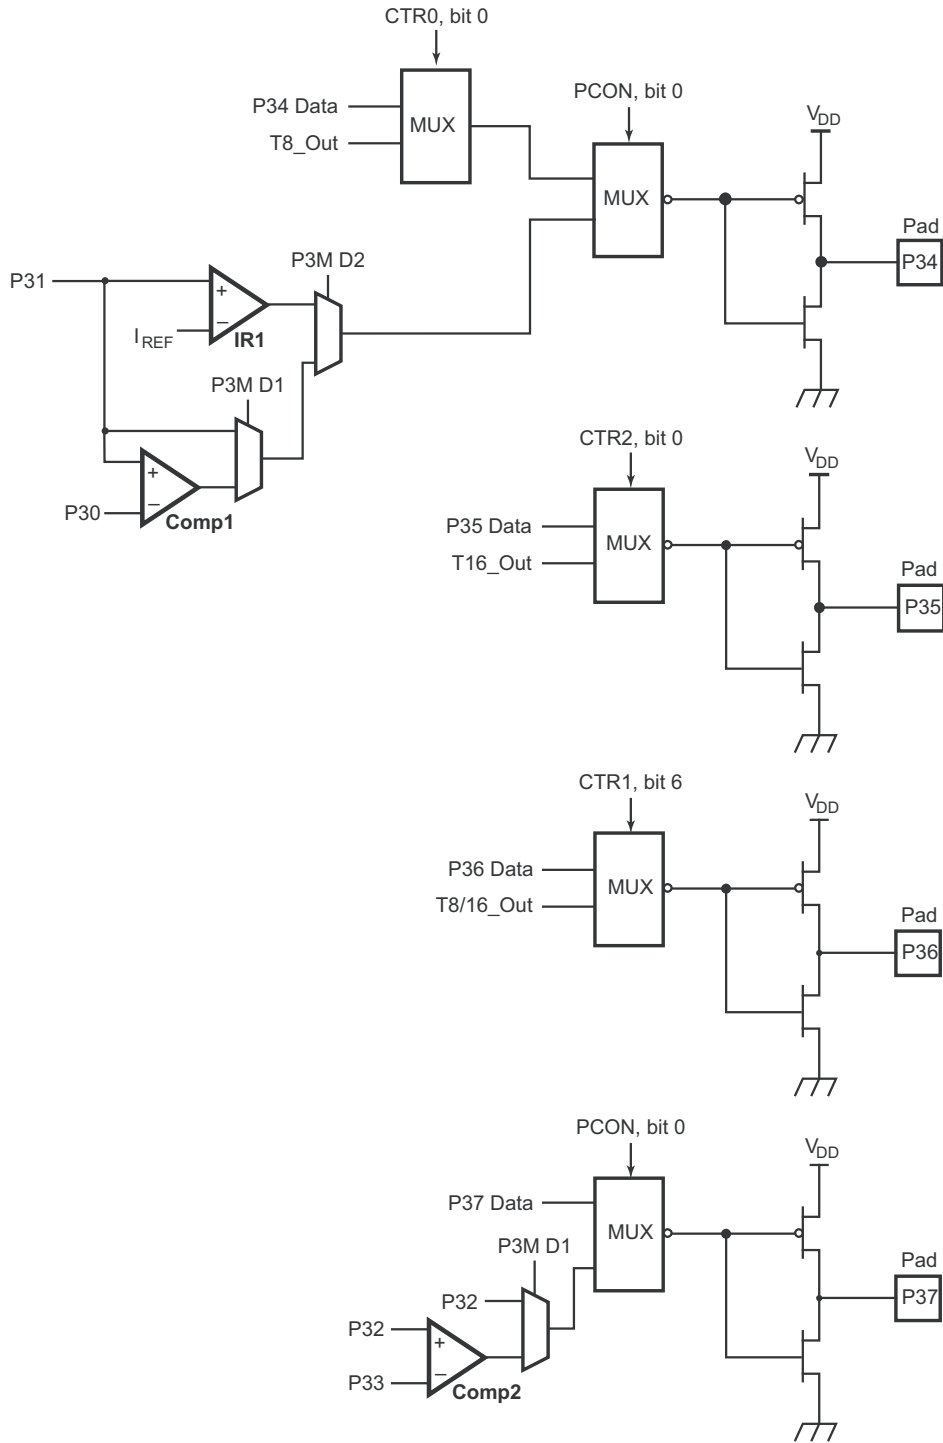 CTR0, bit 0
P34 Data
T8_Out
MUX
PCON, bit 0
MUX
VDD
Pad
P34
P31
+
–
IREF
IR1
P3M D2
P3M D1
+
–
P30
Comp1
CTR2, bit 0
P35 Data
T16_Out
MUX
VDD
Pad
P35
CTR1, bit 6
P36 Data
T8/16_Out
MUX
VDD
Pad
P36
PCON, bit 0
P37 Data
MUX
P3M D1
P32
P32
+
–
P33
Comp2
VDD
Pad
P37